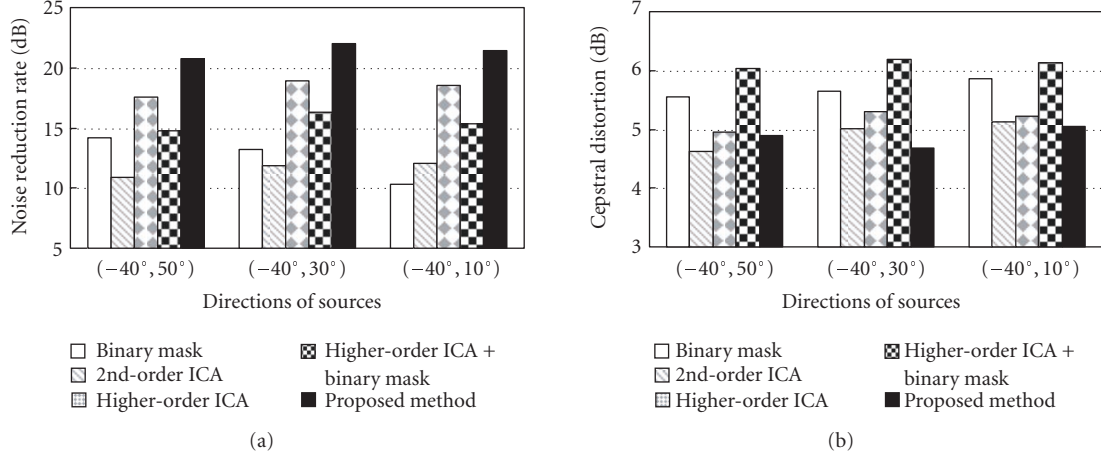 Noise reduction rate (dB)
25
20
15
10
5
(−40°, 50°)
(−40°, 30°)
(−40°, 10°)
Directions of sources
Binary mask
2nd-order ICA
Higher-order ICA
Higher-order ICA +
binary mask
Proposed method
(a)
Cepstral distortion (dB)
7
6
5
4
3
(−40°, 50°)
(−40°, 30°)
(−40°, 10°)
Directions of sources
Binary mask
2nd-order ICA
Higher-order ICA
Higher-order ICA +
binary mask
Proposed method
(b)